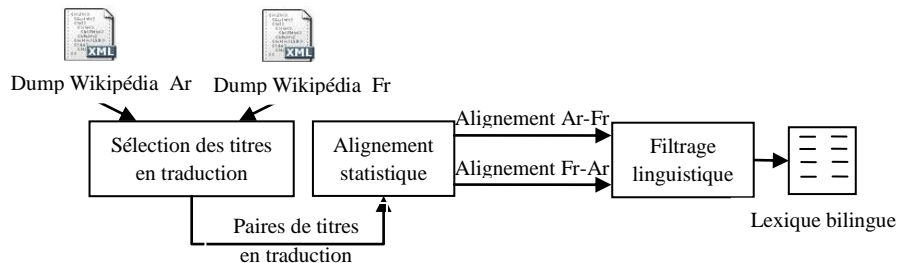 XML
XML
Dump Wikipédia Ar
Dump Wikipédia Fr
Sélection des titres
en traduction
Paires de titres
en traduction
Alignement
statistique
Alignement Ar-Fr
Alignement Fr-Ar
Filtrage
linguistique
Lexique bilingue